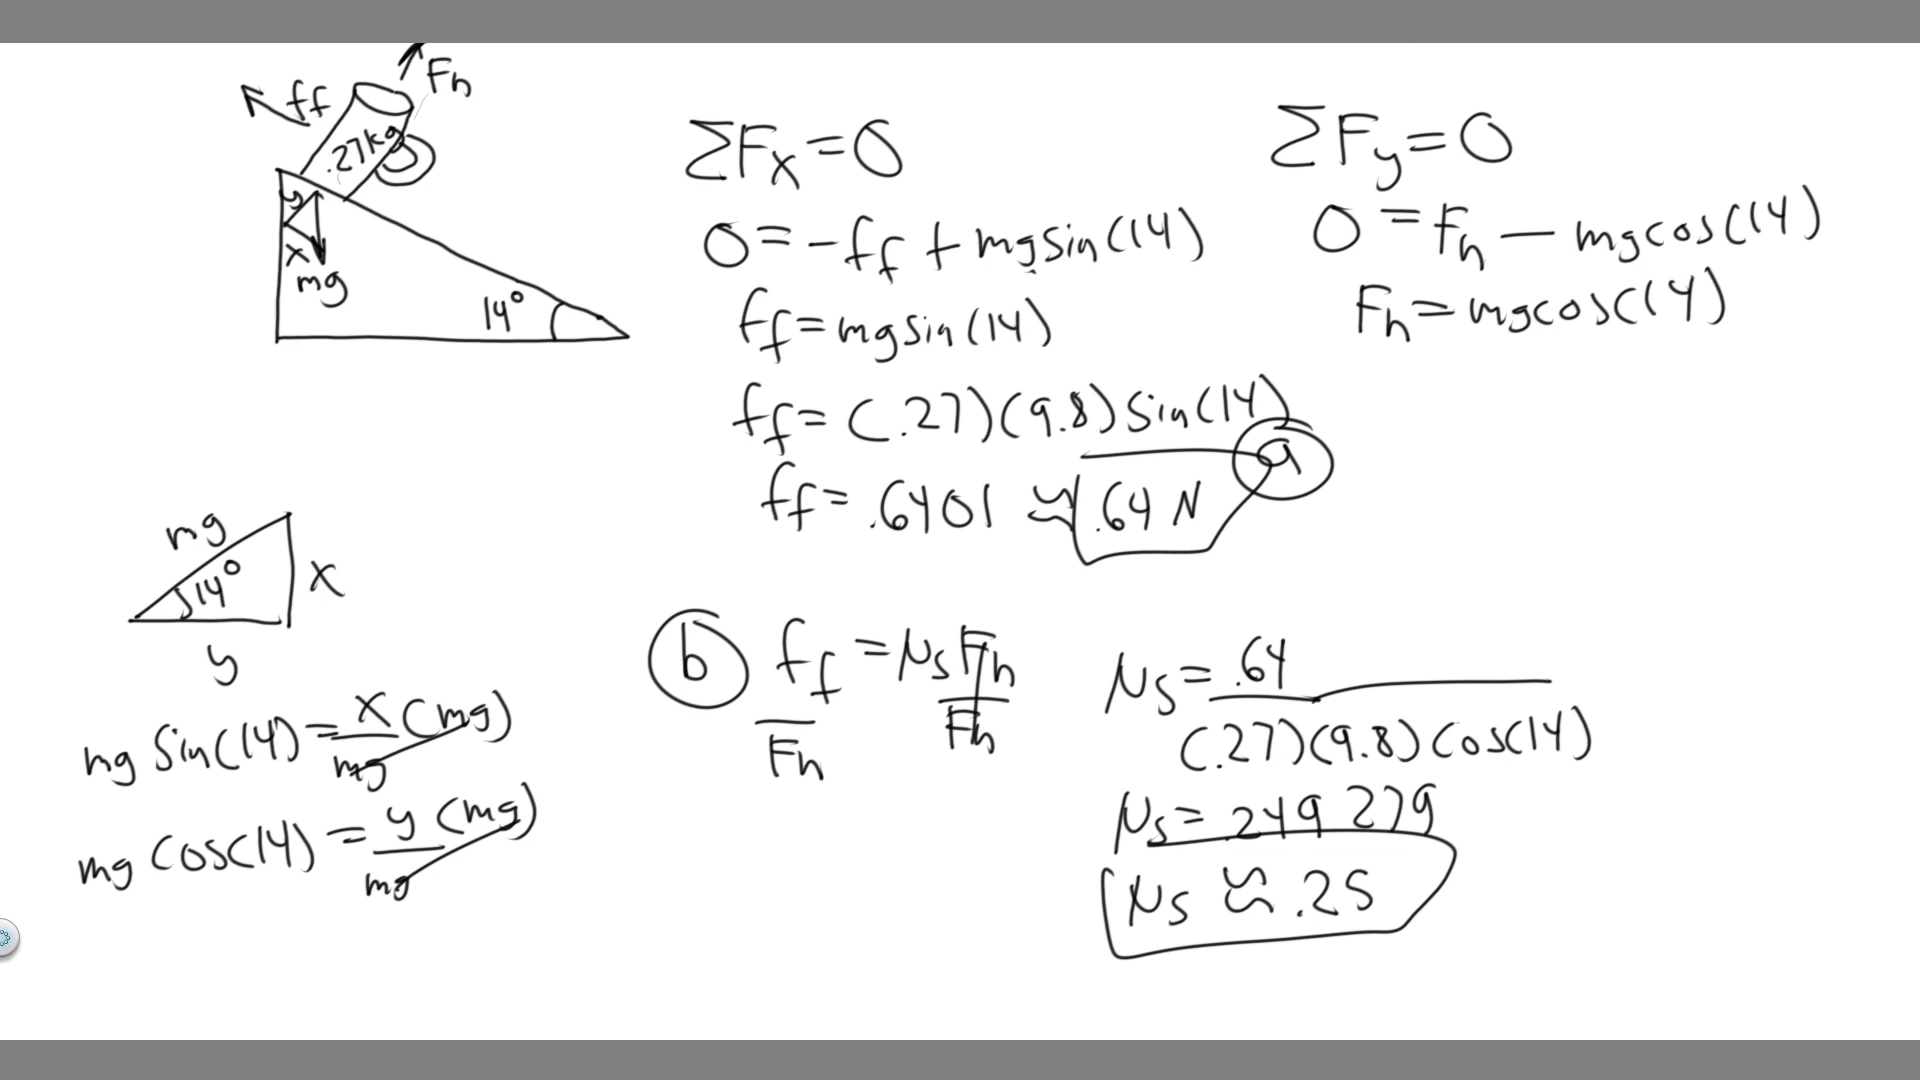 ff
Fn
.27kg
y
x
mg
14°
ΣFx=0
0=-ff+mgsin(14)
ff=mgsin(14)
ff=(.27)(9.8)Sin(14)
ff=.6401≈.64 N
a
ΣFy=0
0=Fn-mgcos(14)
Fn=mgcos(14)
mg
14°
x
y
mg Sin(14)=x(mg)
mg
mg Cos(14)=y(mg)
mg
b
ff=μsFn
Fn Fn
μs=.64
(.27)(9.8)Cos(14)
μs=.249279
μs≈.25